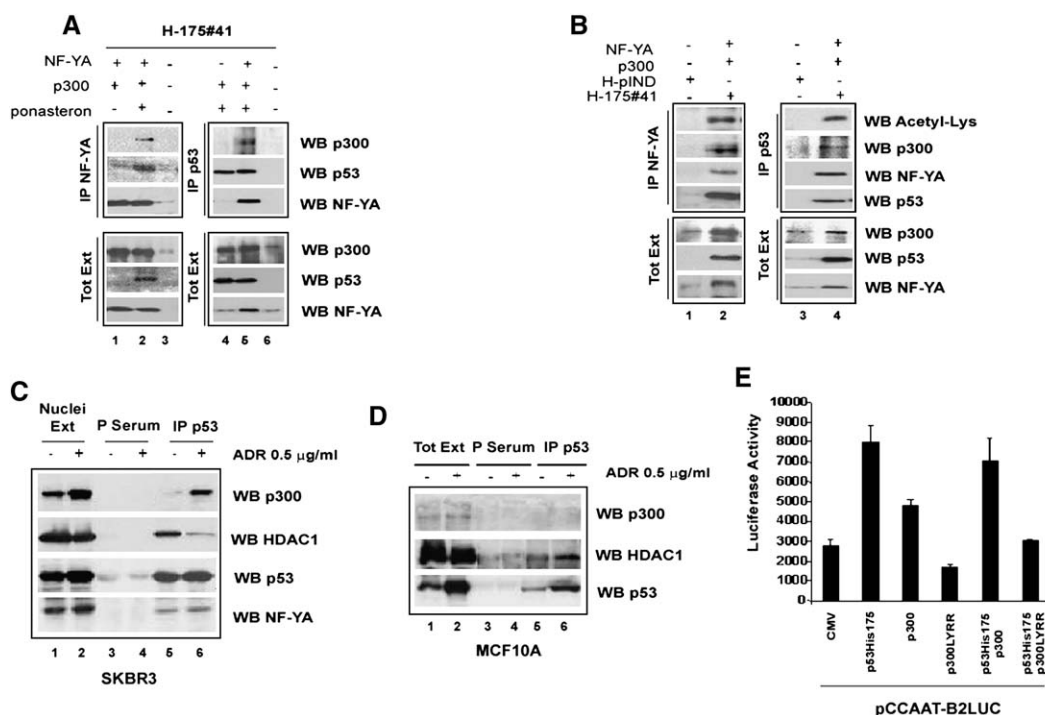 A
H-175#41
NF-YA + + - - + -
p300 + + - + + -
ponasteron - + - + + -
IP NF-YA
IP p53
WB p300
WB p53
WB NF-YA
Tot Ext
Tot Ext
WB p300
WB p53
WB NF-YA
1 2 3 4 5 6
B
NF-YA - + - +
p300 - + - +
H-pIND + - + -
H-175#41 - + - +
IP NF-YA
IP p53
WB Acetyl-Lys
WB p300
WB NF-YA
WB p53
Tot Ext
Tot Ext
WB p300
WB p53
WB NF-YA
1 2 3 4
C
Nuclei Ext
P Serum
IP p53
- + - + - + ADR 0.5 µg/ml
WB p300
WB HDAC1
WB p53
WB NF-YA
1 2 3 4 5 6
SKBR3
D
Tot Ext P Serum IP p53
- + - + - + ADR 0.5 µg/ml
WB p300
WB HDAC1
WB p53
1 2 3 4 5 6
MCF10A
E
Luciferase Activity
10000
9000
8000
7000
6000
5000
4000
3000
2000
1000
0
CMV
p53His175
p300
p300LYRR
p53His175
p300
p53His175
p300LYRR
pCCAAT-B2LUC